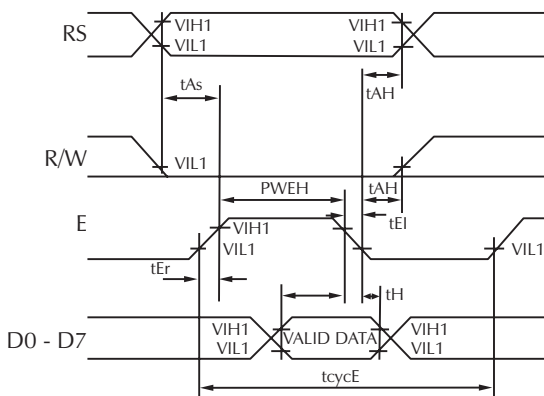 RS
VIH1
VIL1
VIH1
VIL1
tAs
tAH
R/W
VIL1
PWEH
tAH
tEl
E
VIH1
VIL1
VIL1
tEr
tH
D0 - D7
VIH1
VIL1
VALID DATA
VIH1
VIL1
tcycE